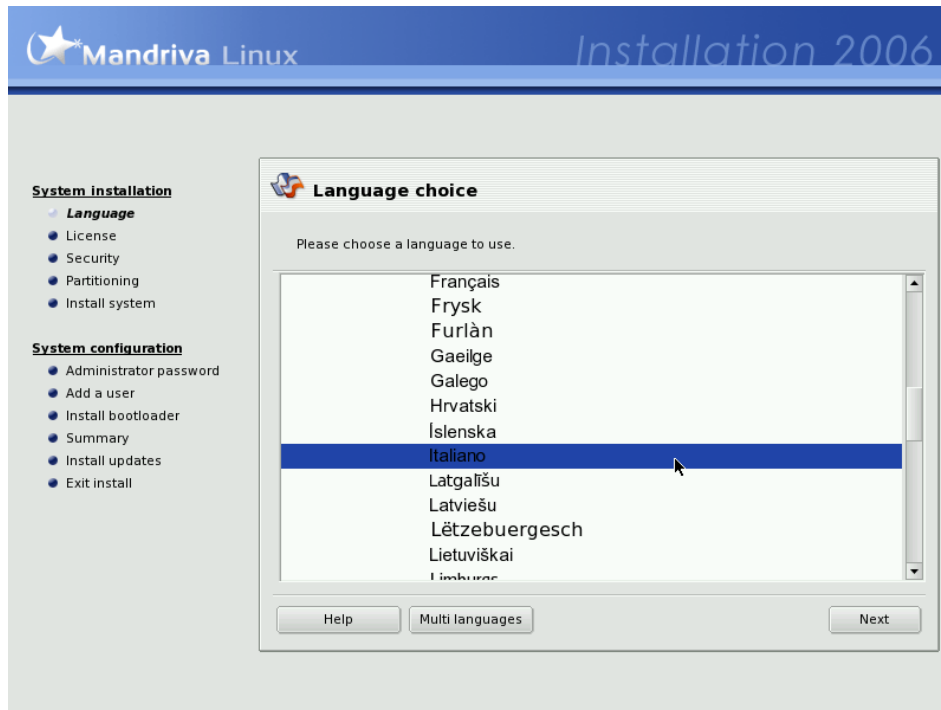 Mandriva Linux
Installation 2006
System installation
Language
License
Security
Partitioning
Install system
System configuration
Administrator password
Add a user
Install bootloader
Summary
Install updates
Exit install
Language choice
Please choose a language to use.
Français
Frysk
Furlàn
Gaeilge
Galego
Hrvatski
Íslenska
Italiano
Latgalīšu
Latviešu
Lëtzebuergesch
Lietuviškai
Limburgs
Help
Multi languages
Next